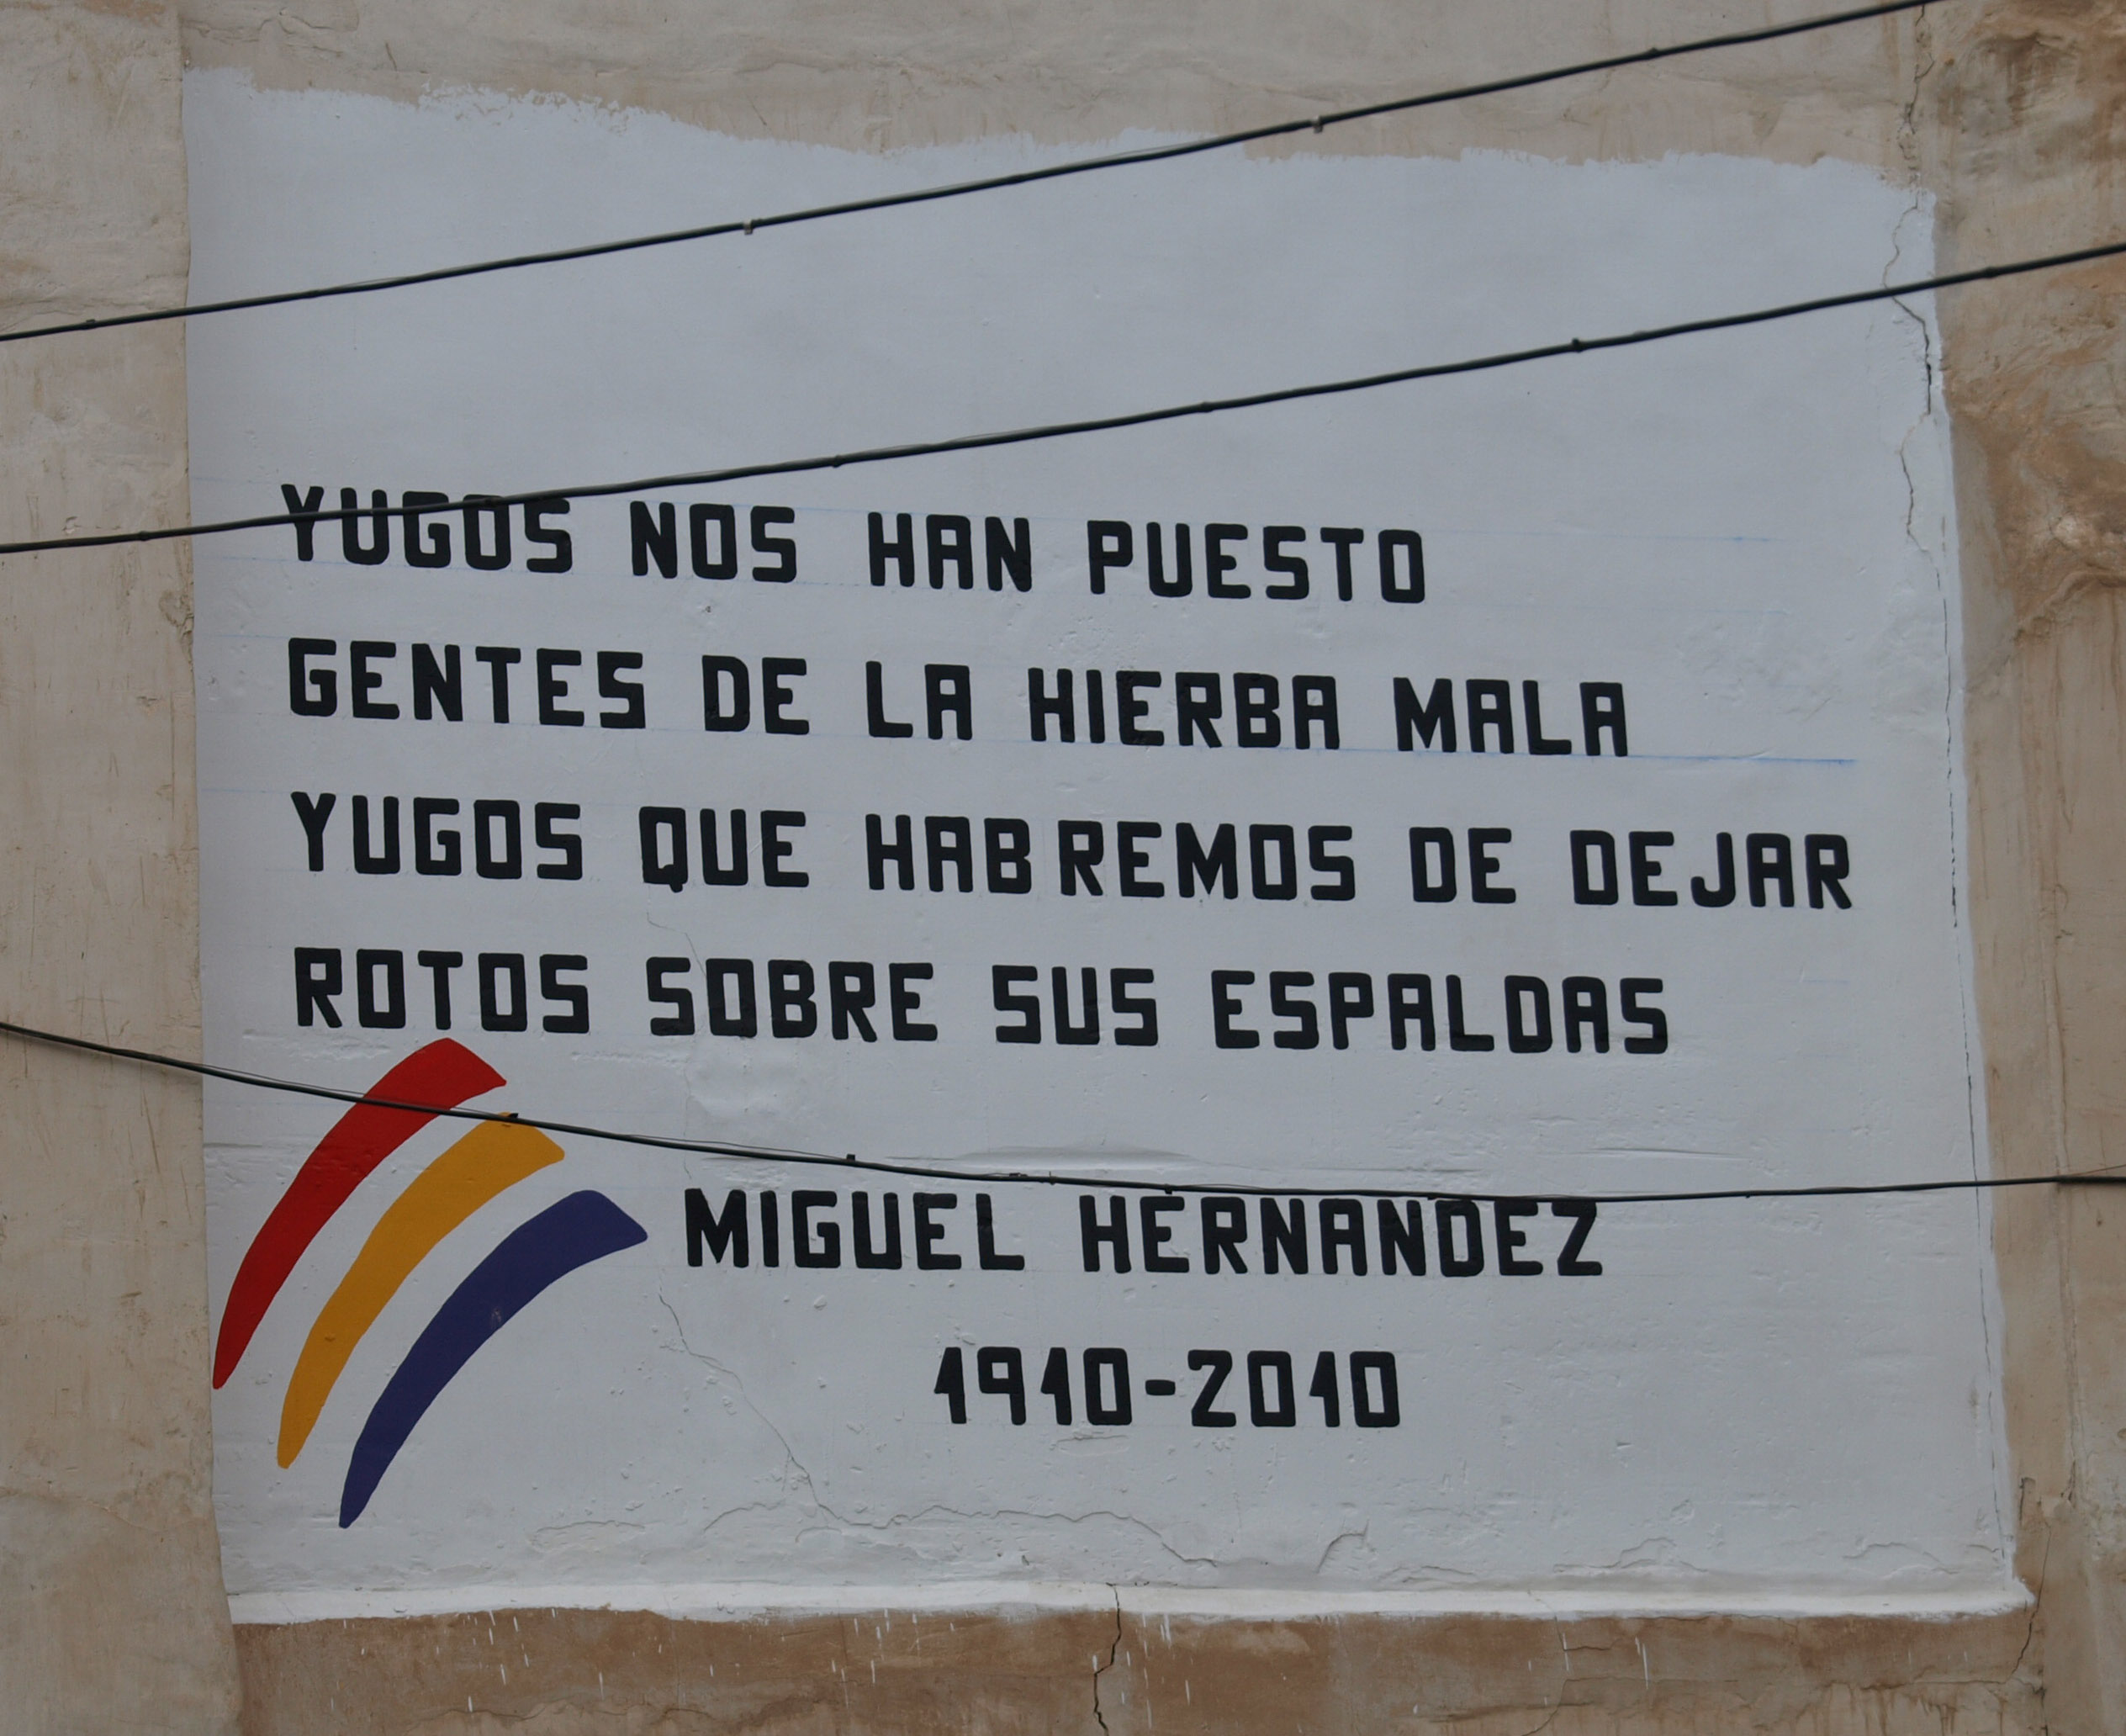 YUGOS NOS HAN PUESTO
GENTES DE LA HIERBA MALA
YUGOS QUE HABREMOS DE DEJAR
ROTOS SOBRE SUS ESPALDAS
MIGUEL HERNANDEZ
1910-2010